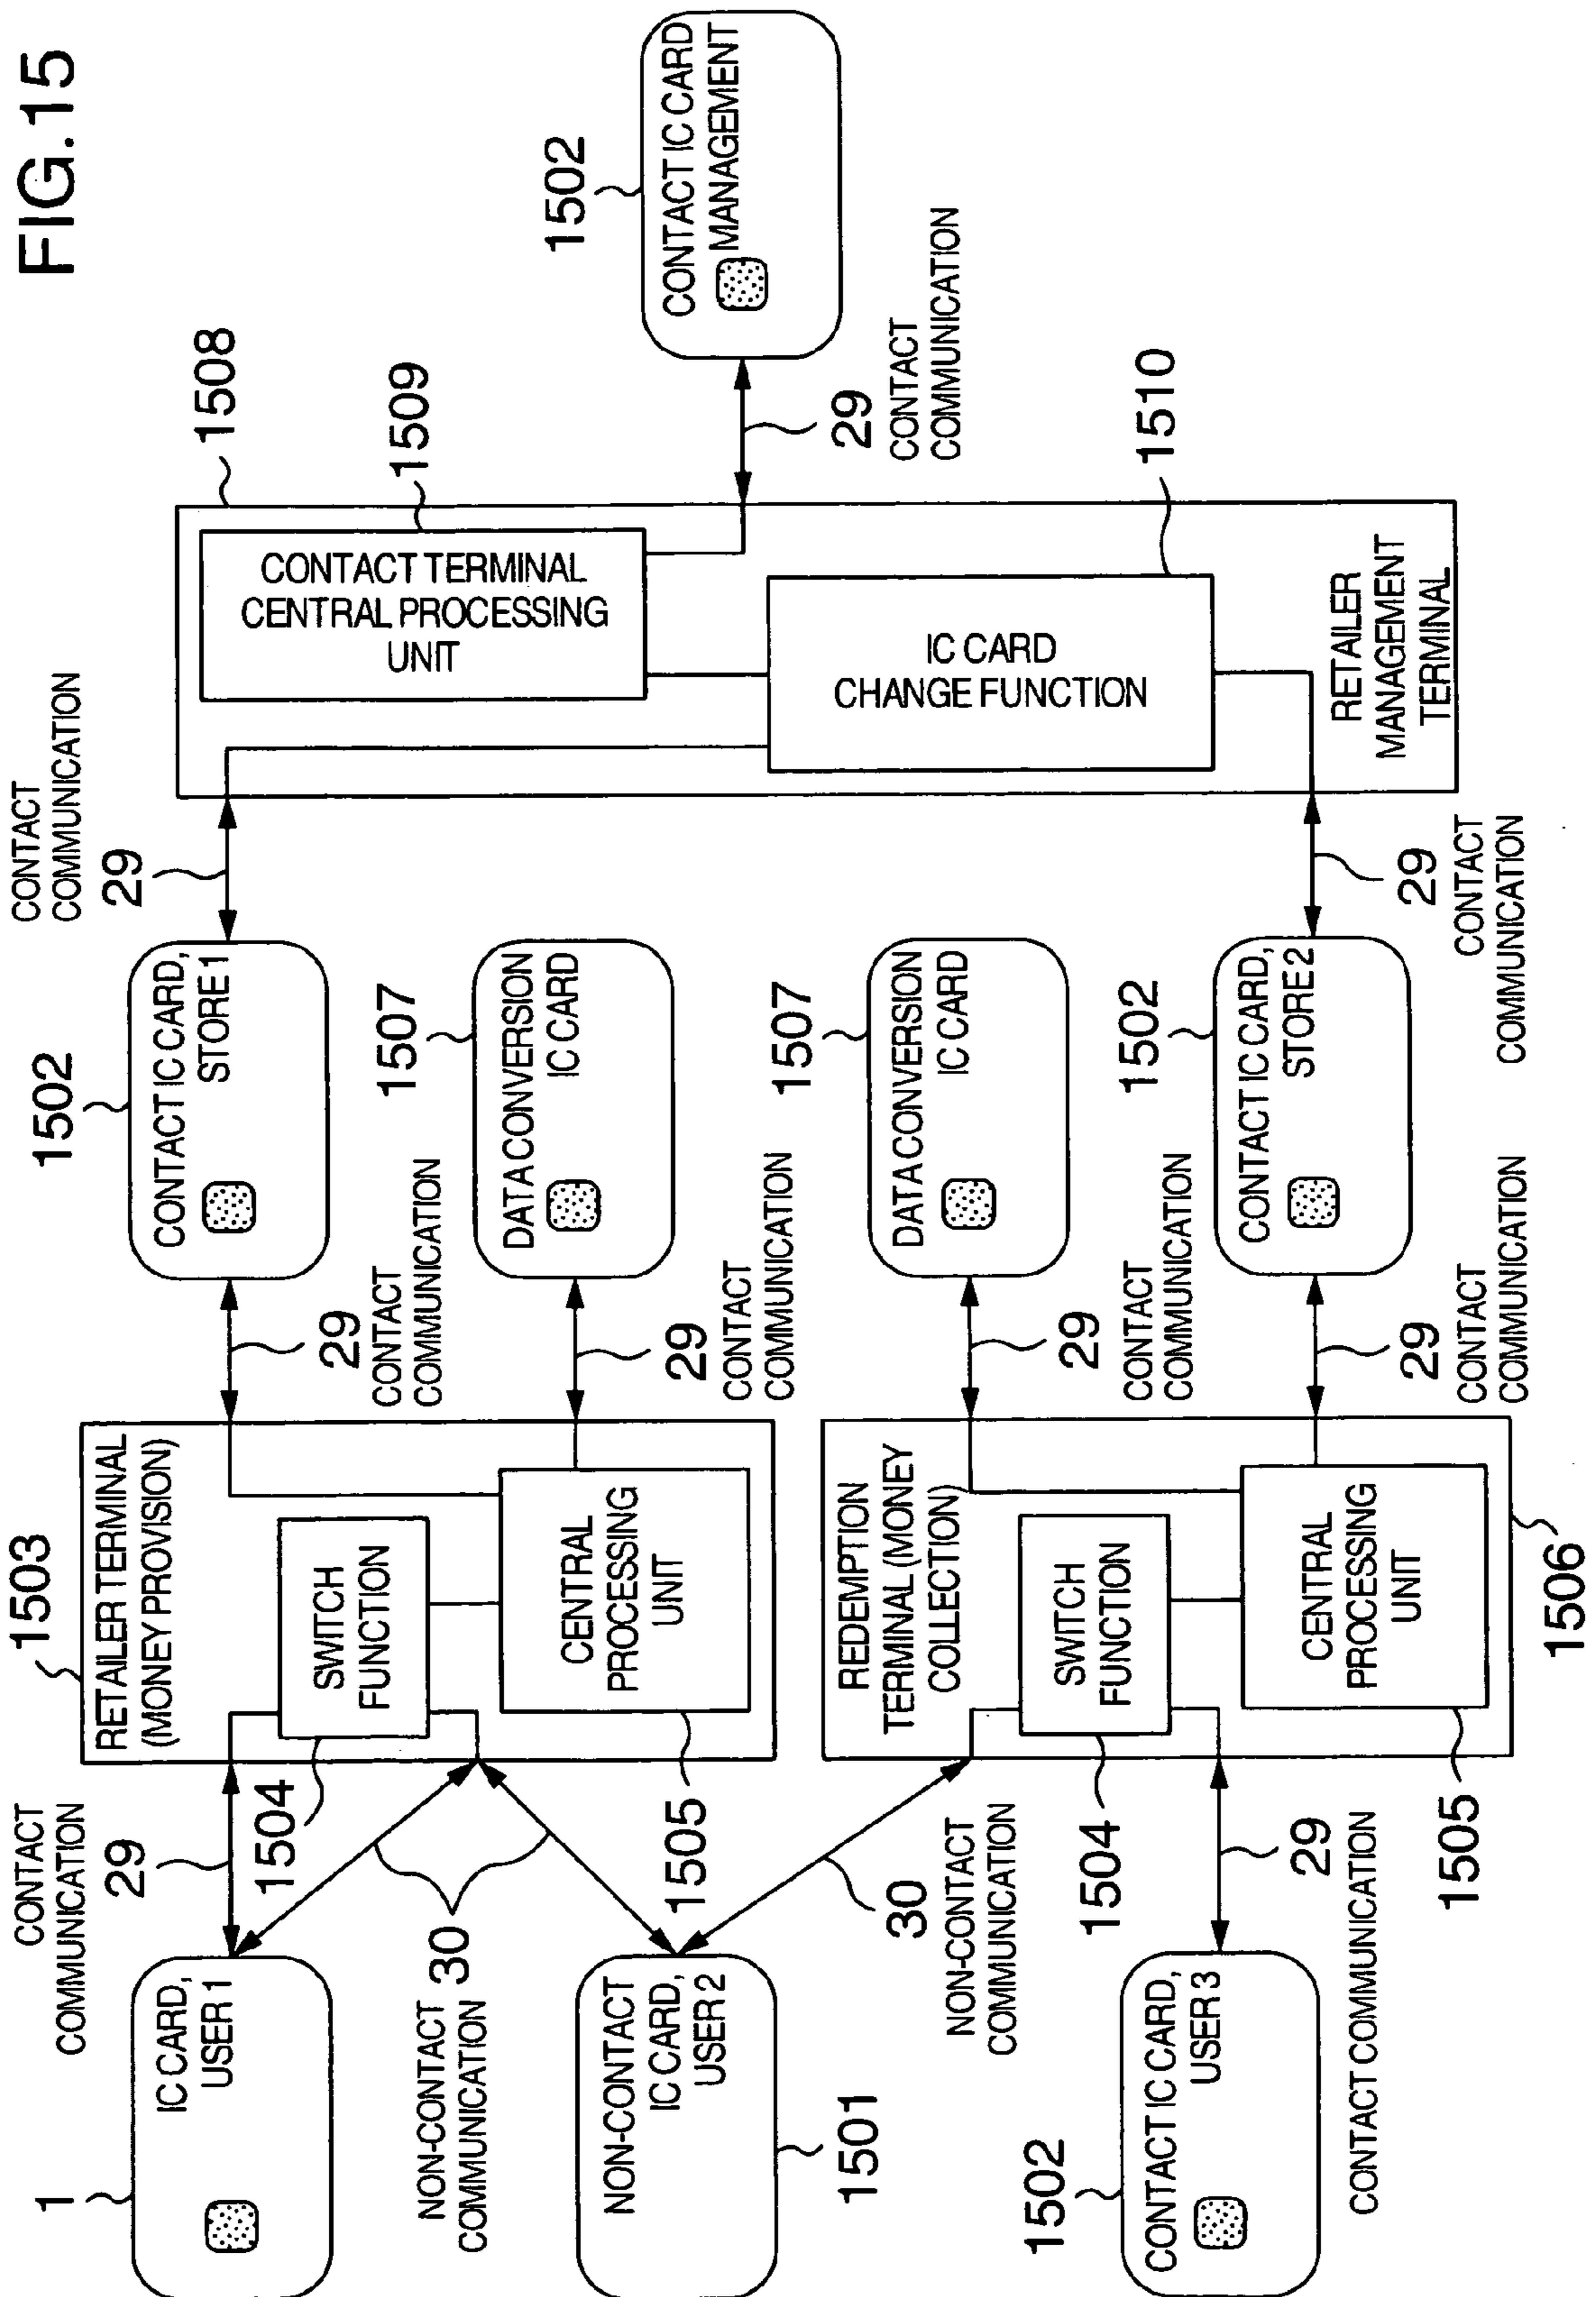 FIG.15
1
IC CARD,
USER 1
CONTACT
COMMUNICATION
29
1504
NON-CONTACT
COMMUNICATION
30
NON-CONTACT
IC CARD,
USER 2
1501
1505
1503
RETAILER TERMINAL
(MONEY PROVISION)
SWITCH
FUNCTION
CENTRAL
PROCESSING
UNIT
29
CONTACT
COMMUNICATION
29
CONTACT
COMMUNICATION
1502
CONTACT IC CARD,
STORE 1
1507
DATA CONVERSION
IC CARD
CONTACT
COMMUNICATION
29
1508
1509
CONTACT TERMINAL
CENTRAL PROCESSING
UNIT
IC CARD
CHANGE FUNCTION
1510
RETAILER
MANAGEMENT
TERMINAL
1502
CONTACT IC CARD
MANAGEMENT
29
CONTACT
COMMUNICATION
1502
CONTACT IC CARD,
USER 3
NON-CONTACT
COMMUNICATION
30
1504
29
CONTACT COMMUNICATION
1505
REDEMPTION
TERMINAL (MONEY
COLLECTION)
SWITCH
FUNCTION
CENTRAL
PROCESSING
UNIT
1506
29
CONTACT
COMMUNICATION
29
CONTACT
COMMUNICATION
1507
DATA CONVERSION
IC CARD
1502
CONTACT IC CARD,
STORE 2
29
CONTACT
COMMUNICATION